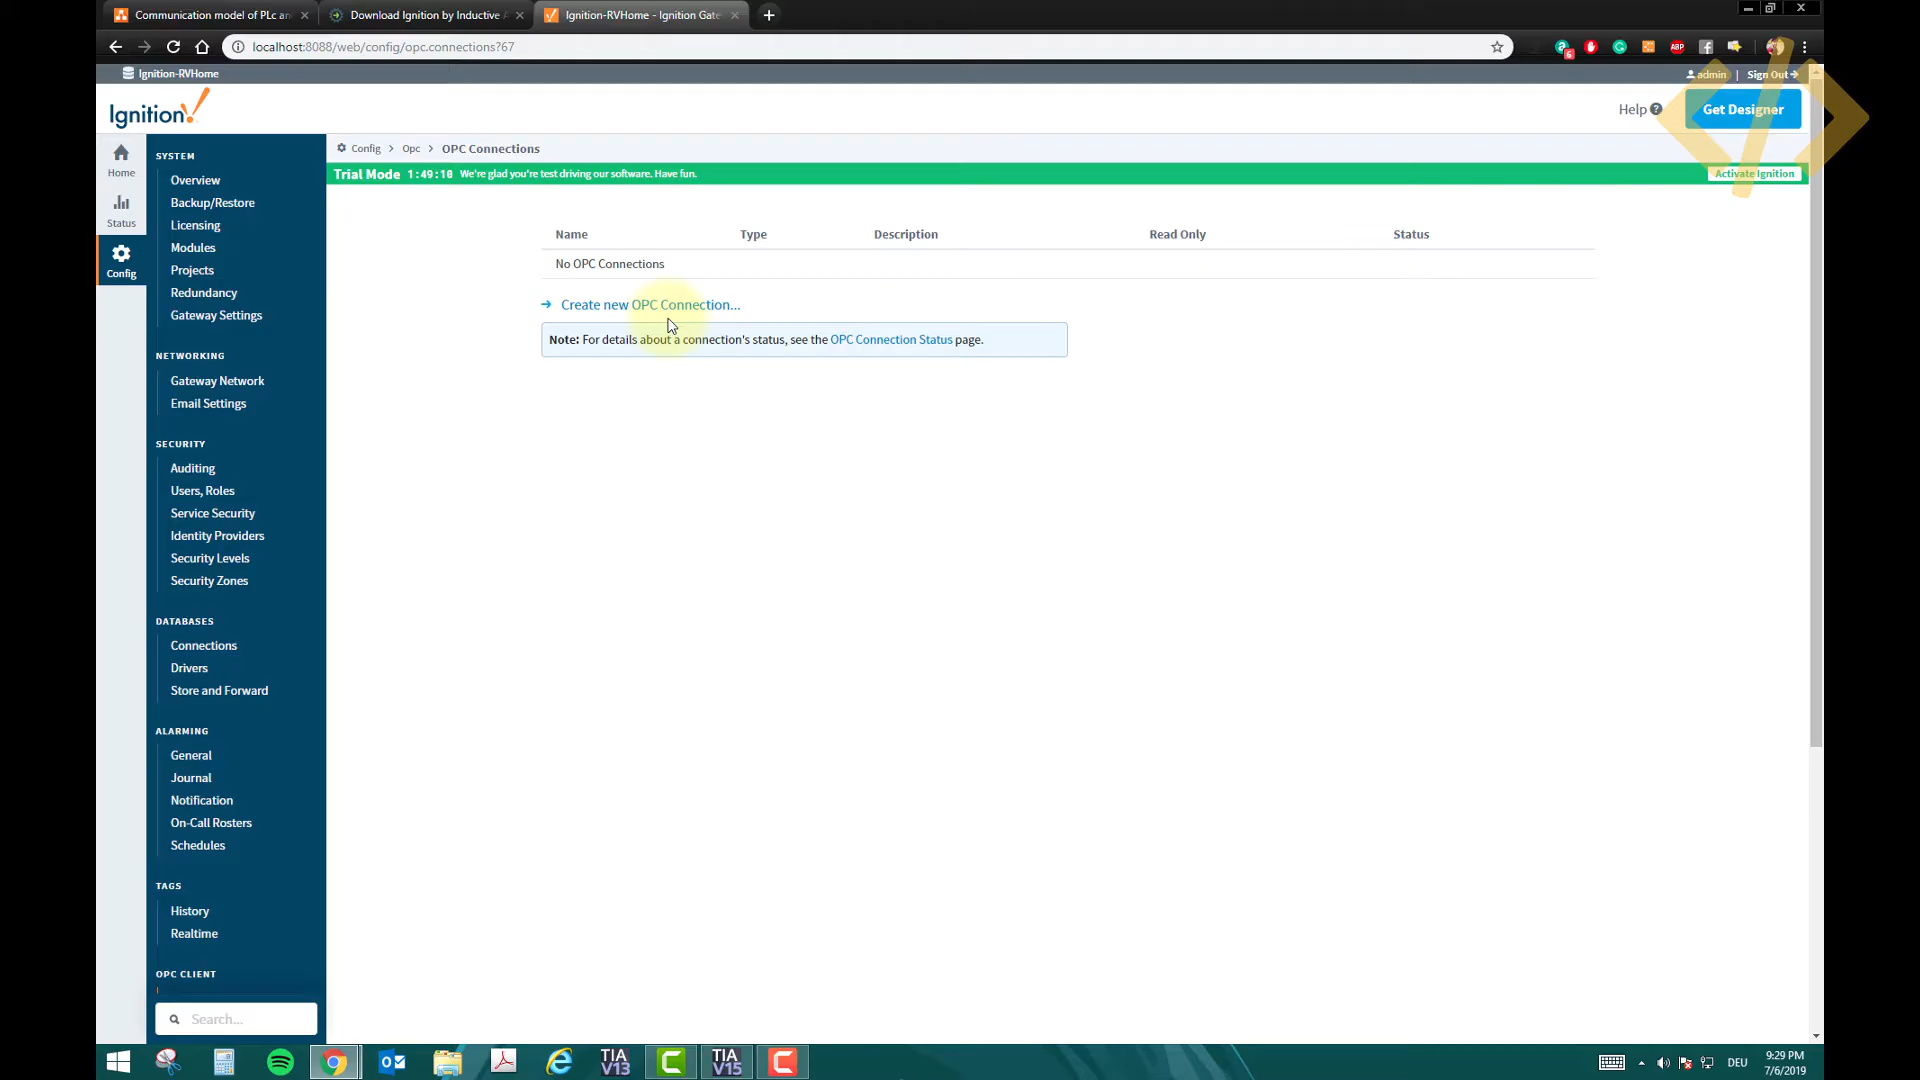 Communication model of PLc an
Download Ignition by Inductive A
Ignition-RVHome - Ignition Gate
localhost:8088/web/config/opc.connections?67
6
ABP
Ignition-RVHome
admin | Sign Out
Ignition!
Help ?
Get Designer
Config > Opc > OPC Connections
Trial Mode 1:49:10 We're glad you're test driving our software. Have fun.
Activate Ignition
Home
Status
Config
SYSTEM
Overview
Backup/Restore
Licensing
Modules
Projects
Redundancy
Gateway Settings
NETWORKING
Gateway Network
Email Settings
SECURITY
Auditing
Users, Roles
Service Security
Identity Providers
Security Levels
Security Zones
DATABASES
Connections
Drivers
Store and Forward
ALARMING
General
Journal
Notification
On-Call Rosters
Schedules
TAGS
History
Realtime
OPC CLIENT
Search...
Name Type Description Read Only Status
No OPC Connections
Create new OPC Connection...
Note: For details about a connection's status, see the OPC Connection Status page.
TIA V13
TIA V15
DEU
9:29 PM
7/6/2019